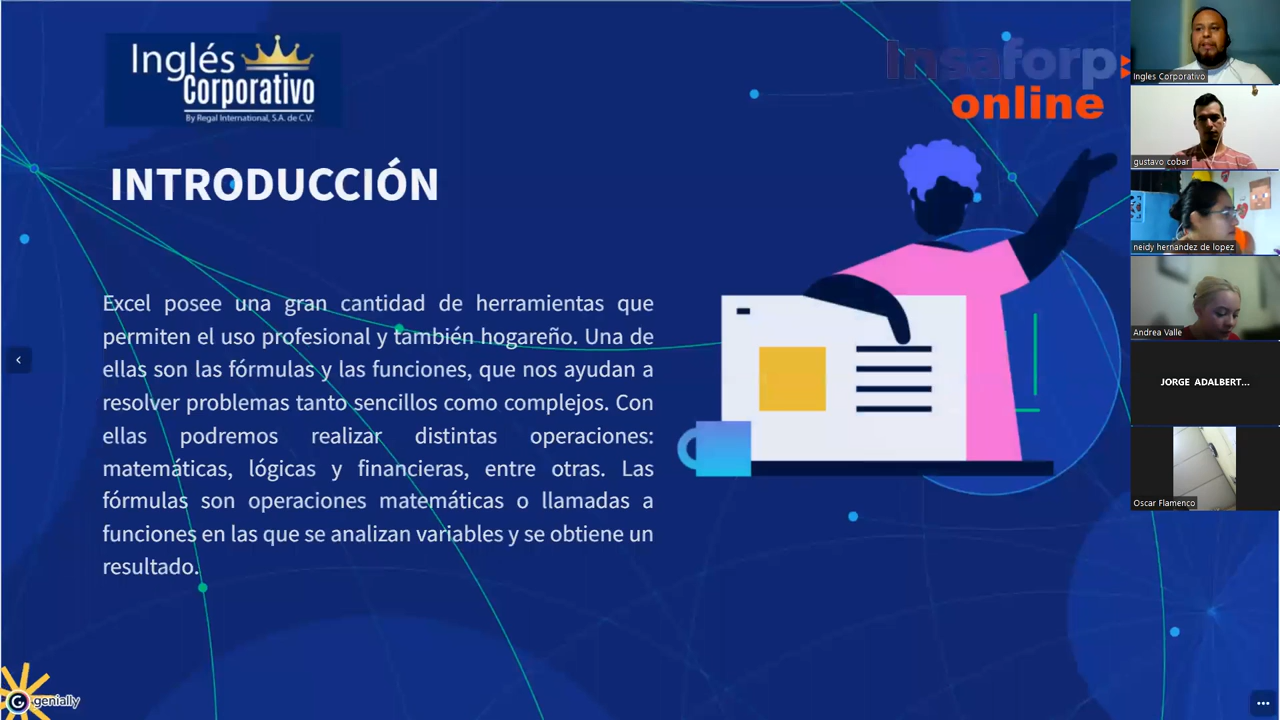 Inglés
Corporativo
By Regal International, S.A. de C.V.
Insaforp
online
INTRODUCCIÓN
Excel posee una gran cantidad de herramientas que
permiten el uso profesional y también hogareño. Una de
ellas son las fórmulas y las funciones, que nos ayudan a
resolver problemas tanto sencillos como complejos. Con
ellas podremos realizar distintas operaciones:
matemáticas, lógicas y financieras, entre otras. Las
fórmulas son operaciones matemáticas o llamadas a
funciones en las que se analizan variables y se obtiene un
resultado.
genially
Ingles Corporativo
gustavo cobar
neidy hernandez de lopez
Andrea Valle
JORGE ADALBERT...
Oscar Flamenco